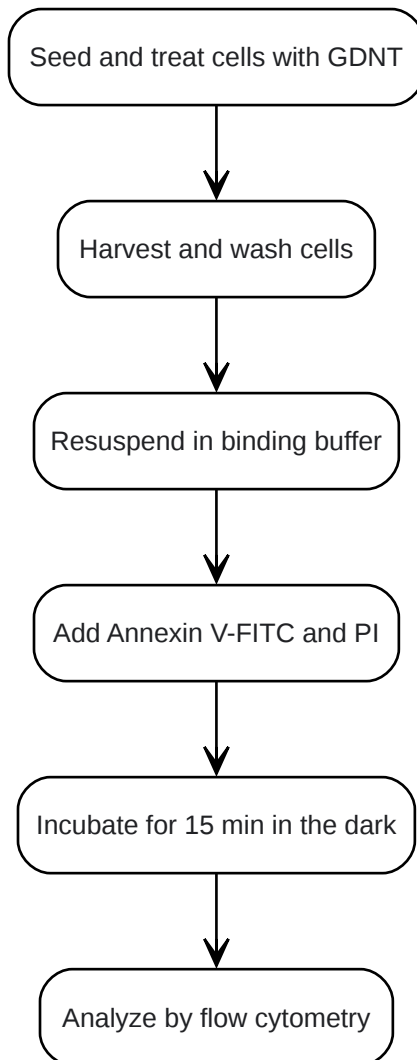 Seed and treat cells with GDNT
Harvest and wash cells
Resuspend in binding buffer
Add Annexin V-FITC and PI
Incubate for 15 min in the dark
Analyze by flow cytometry